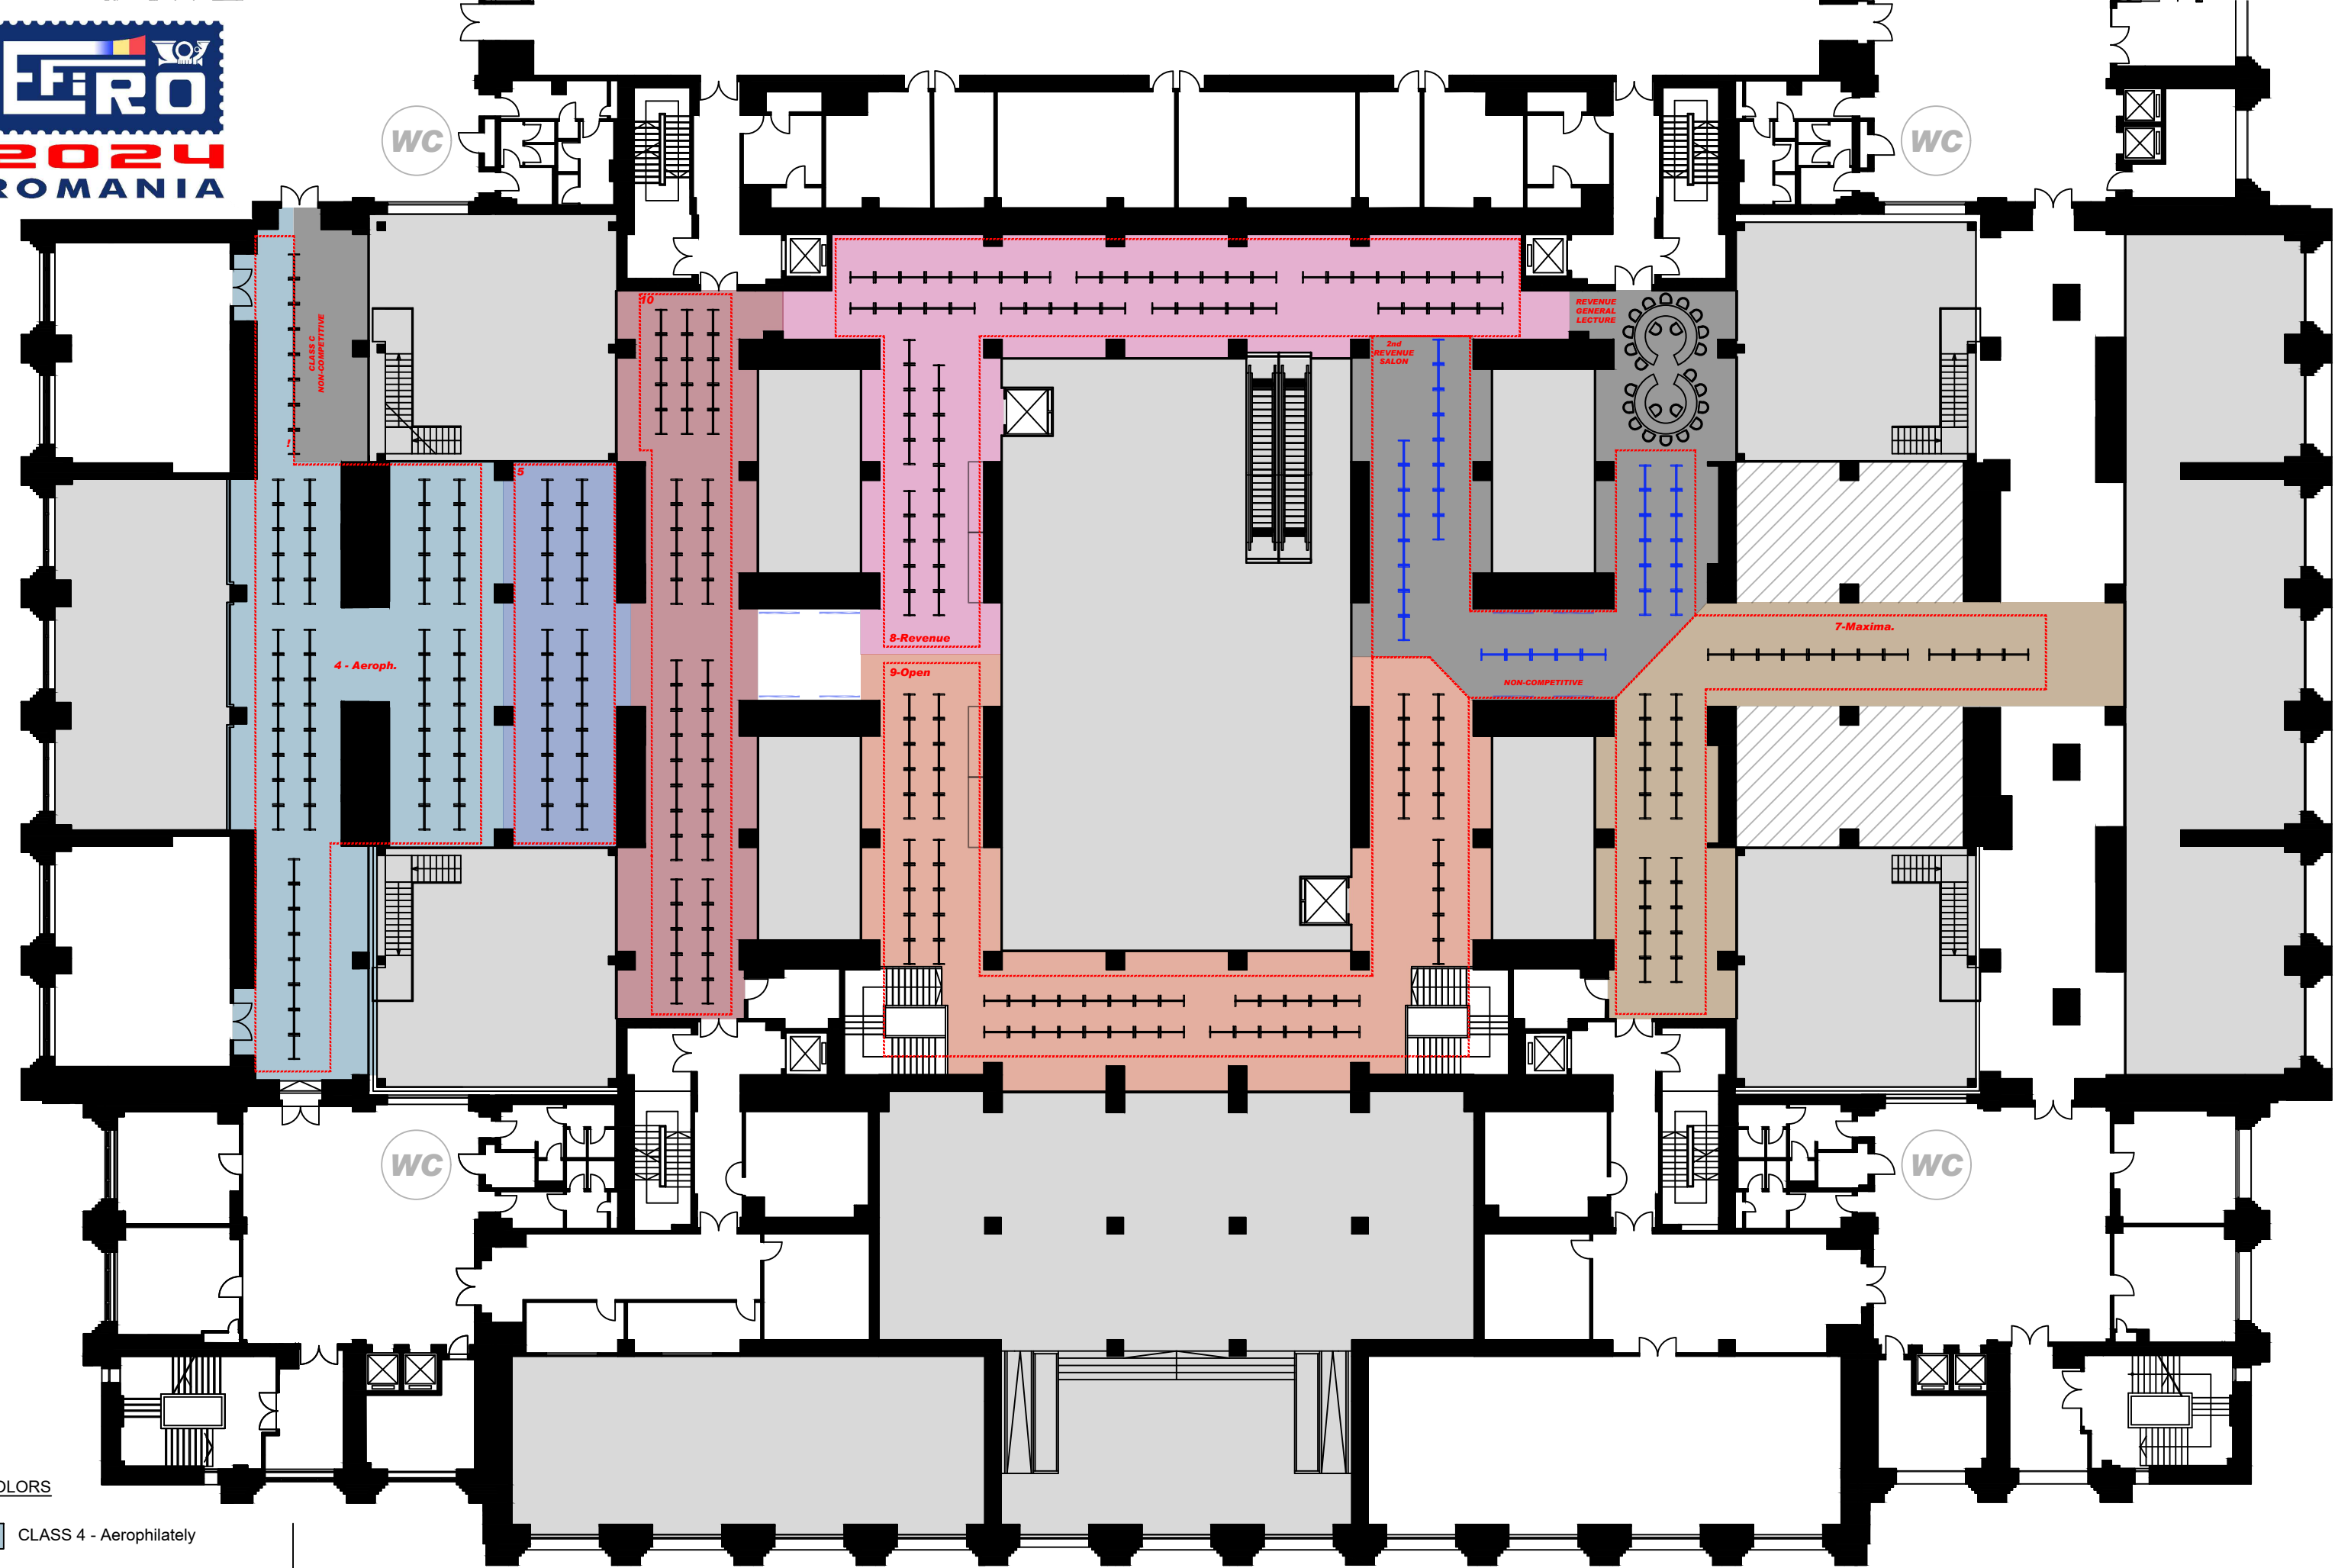 EFiRO
2024
ROMANIA
WC
WC
10
REVENUE
GENERAL
LECTURE
CLASS C
NON-COMPETITIVE
!
2nd
REVENUE
SALON
5
4 - Aeroph.
8-Revenue
9-Open
7-Maxima.
NON-COMPETITIVE
WC
WC
OLORS
CLASS 4 - Aerophilately